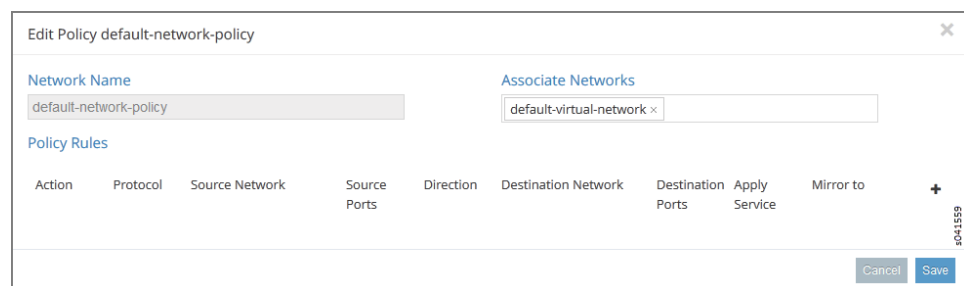 Edit Policy default-network-policy ×
Network Name Associate Networks
default-network-policy default-virtual-network ×
Policy Rules
Action Protocol Source Network Source Direction Destination Network Destination Apply Mirror to +
Ports Ports Service
s041559
Cancel Save